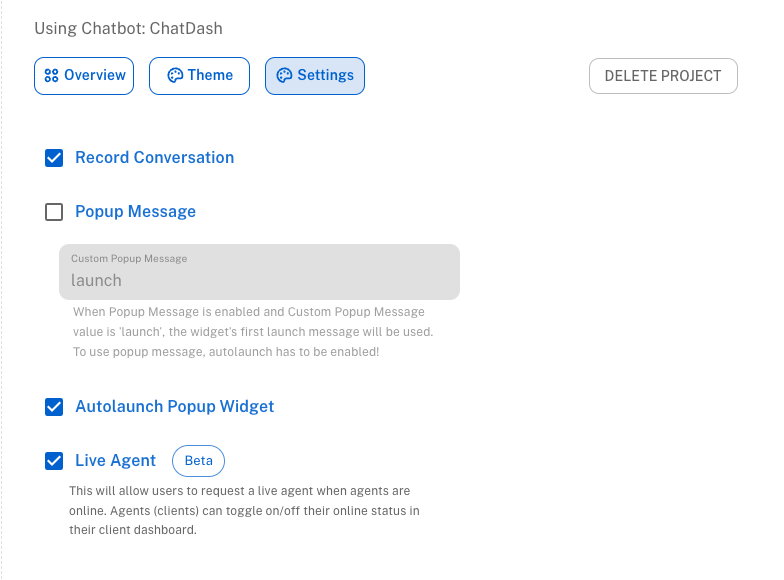 Using Chatbot: ChatDash
Overview
Theme
Settings
DELETE PROJECT
Record Conversation
Popup Message
Custom Popup Message
launch
When Popup Message is enabled and Custom Popup Message
value is 'launch', the widget's first launch message will be used.
To use popup message, autolaunch has to be enabled!
Autolaunch Popup Widget
Live Agent
Beta
This will allow users to request a live agent when agents are
online. Agents (clients) can toggle on/off their online status in
their client dashboard.